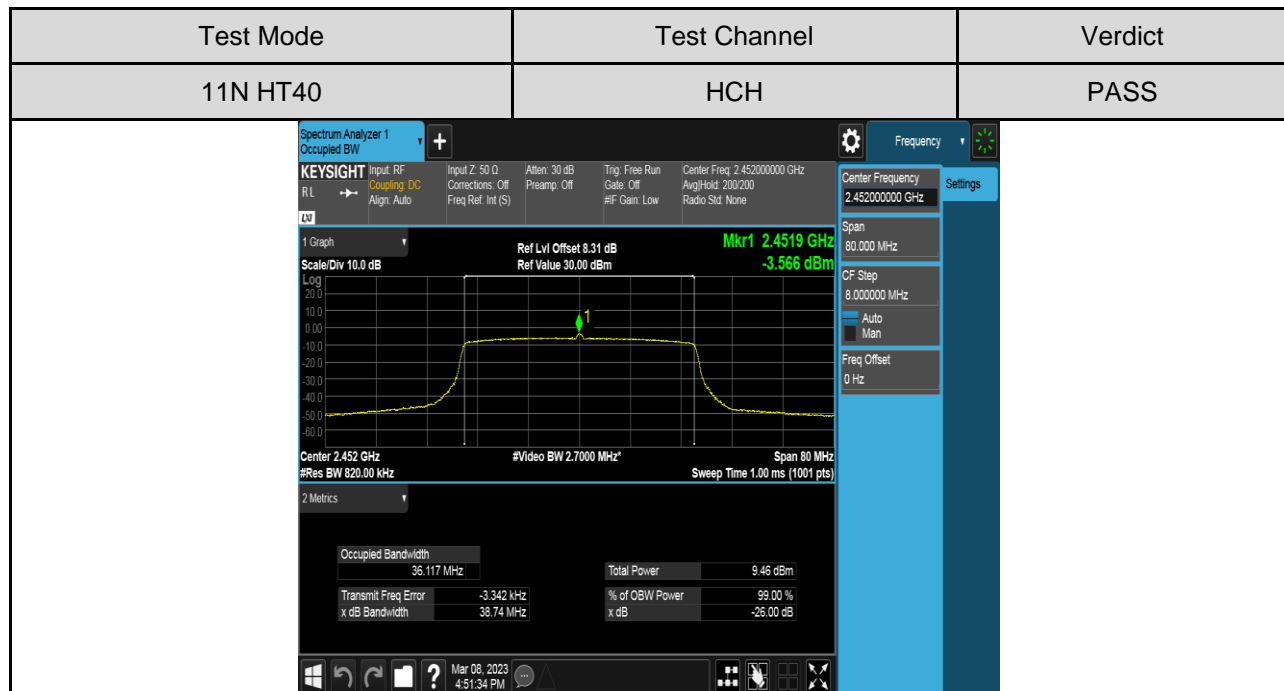 Test Mode Test Channel Verdict
11N HT40 HCH PASS
Spectrum Analyzer 1
Occupied BW
Frequency
KEYSIGHT Input: RF Input Z: 50 Ω Atten: 30 dB Trig: Free Run Center Freq: 2.452000000 GHz
RL Coupling: DC Corrections: Off Preamp: Off Gate: Off Avg|Hold: 200/200
Align: Auto Freq Ref: Int (S) #IF Gain: Low Radio Std: None
LXI
Center Frequency
2.452000000 GHz
Settings
Span
80.000 MHz
CF Step
8.000000 MHz
Auto
Man
Freq Offset
0 Hz
1 Graph
Ref Lvl Offset 8.31 dB Mkr1 2.4519 GHz
Scale/Div 10.0 dB Ref Value 30.00 dBm -3.566 dBm
Log
20.0
10.0
0.00
-10.0
-20.0
-30.0
-40.0
-50.0
-60.0
1
Center 2.452 GHz #Video BW 2.7000 MHz* Span 80 MHz
#Res BW 820.00 kHz Sweep Time 1.00 ms (1001 pts)
2 Metrics
Occupied Bandwidth
36.117 MHz Total Power 9.46 dBm
Transmit Freq Error -3.342 kHz % of OBW Power 99.00 %
x dB Bandwidth 38.74 MHz x dB -26.00 dB
Mar 08, 2023
4:51:34 PM